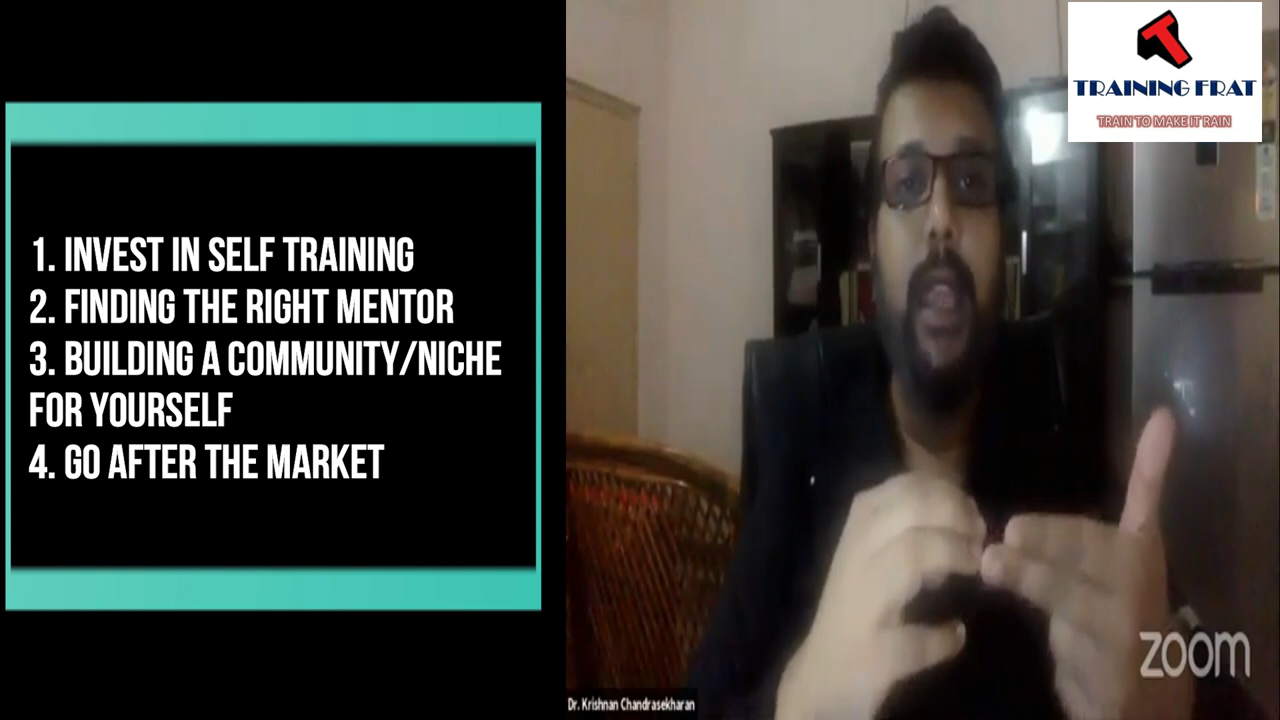 1. INVEST IN SELF TRAINING
2. FINDING THE RIGHT MENTOR
3. BUILDING A COMMUNITY/NICHE
FOR YOURSELF
4. GO AFTER THE MARKET
T
TRAINING FRAT
TRAIN TO MAKE IT RAIN
zoom
Dr. Krishnan Chandrasekharan